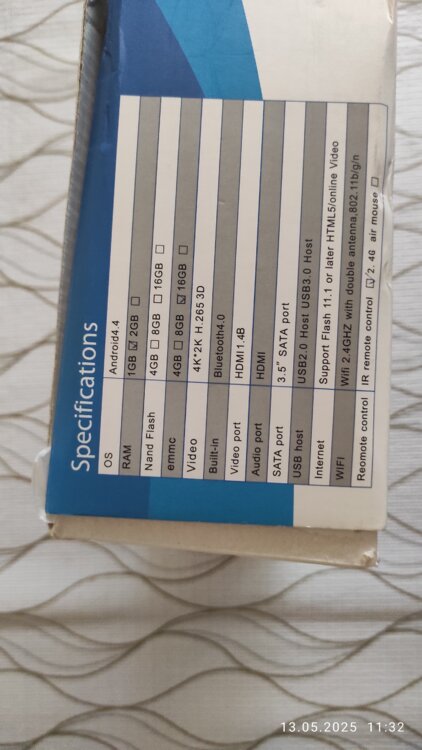 Specifications
OS Android4.4
RAM 1GB ☑ 2GB ☐
Nand Flash 4GB ☐ 8GB ☐ 16GB ☐
emmc 4GB ☐ 8GB ☑ 16GB ☐
Video 4K*2K H.265 3D
Built-in Bluetooth4.0
Video port HDMI1.4B
Audio port HDMI
SATA port 3.5" SATA port
USB host USB2.0 Host USB3.0 Host
Internet Support Flash 11.1 or later HTML5/online Video
WIFI Wifi 2.4GHZ with double antenna,802.11b/g/n
Reomote control IR remote control ☑ 2. 4G air mouse ☐
13.05.2025 11:32